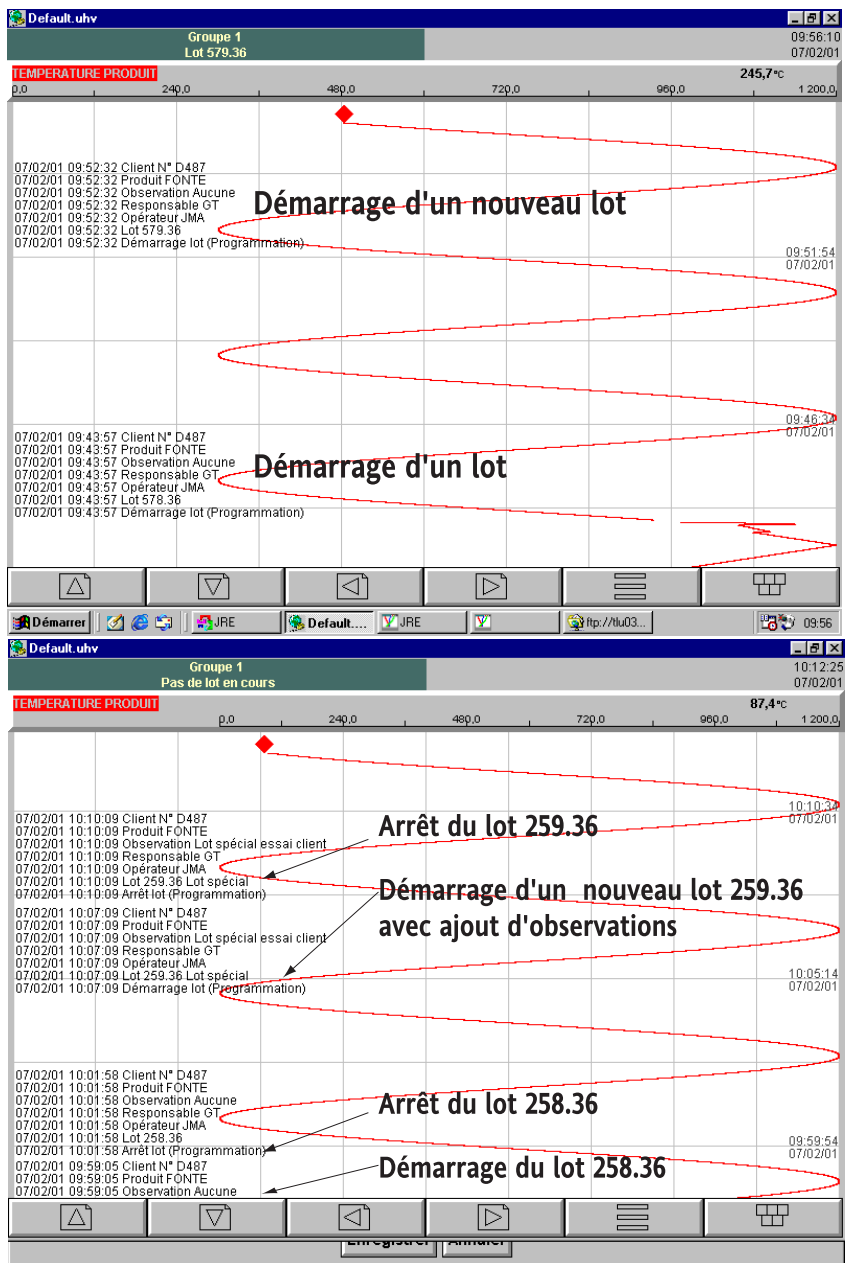 Default.uhv
Groupe 1
Lot 579.36
09:56:10
07/02/01
TEMPERATURE PRODUIT
245,7°C
0,0 240,0 480,0 720,0 960,0 1 200,0
07/02/01 09:52:32 Client N° D487
07/02/01 09:52:32 Produit FONTE
07/02/01 09:52:32 Observation Aucune
07/02/01 09:52:32 Responsable GT
07/02/01 09:52:32 Opérateur JMA
07/02/01 09:52:32 Lot 579.36
07/02/01 09:52:32 Démarrage lot (Programmation)
Démarrage d'un nouveau lot
09:51:54
07/02/01
09:46:34
07/02/01
07/02/01 09:43:57 Client N° D487
07/02/01 09:43:57 Produit FONTE
07/02/01 09:43:57 Observation Aucune
07/02/01 09:43:57 Responsable GT
07/02/01 09:43:57 Opérateur JMA
07/02/01 09:43:57 Lot 578.36
07/02/01 09:43:57 Démarrage lot (Programmation)
Démarrage d'un lot
Démarrer JRE Default.... JRE ftp://tlu03... 09:56
Default.uhv
Groupe 1
Pas de lot en cours
10:12:25
07/02/01
TEMPERATURE PRODUIT
87,4°C
0,0 240,0 480,0 720,0 960,0 1 200,0
10:10:34
07/02/01
07/02/01 10:10:09 Client N° D487
07/02/01 10:10:09 Produit FONTE
07/02/01 10:10:09 Observation Lot spécial essai client
07/02/01 10:10:09 Responsable GT
07/02/01 10:10:09 Opérateur JMA
07/02/01 10:10:09 Lot 259.36 Lot spécial
07/02/01 10:10:09 Arrêt lot (Programmation)
Arrêt du lot 259.36
07/02/01 10:07:09 Client N° D487
07/02/01 10:07:09 Produit FONTE
07/02/01 10:07:09 Observation Lot spécial essai client
07/02/01 10:07:09 Responsable GT
07/02/01 10:07:09 Opérateur JMA
07/02/01 10:07:09 Lot 259.36 Lot spécial
07/02/01 10:07:09 Démarrage lot (Programmation)
Démarrage d'un nouveau lot 259.36
avec ajout d'observations
10:05:14
07/02/01
07/02/01 10:01:58 Client N° D487
07/02/01 10:01:58 Produit FONTE
07/02/01 10:01:58 Observation Aucune
07/02/01 10:01:58 Responsable GT
07/02/01 10:01:58 Opérateur JMA
07/02/01 10:01:58 Lot 258.36
07/02/01 10:01:58 Arrêt lot (Programmation)
Arrêt du lot 258.36
09:59:54
07/02/01
07/02/01 09:59:05 Client N° D487
07/02/01 09:59:05 Produit FONTE
07/02/01 09:59:05 Observation Aucune
Démarrage du lot 258.36
Enregistrer Annuler